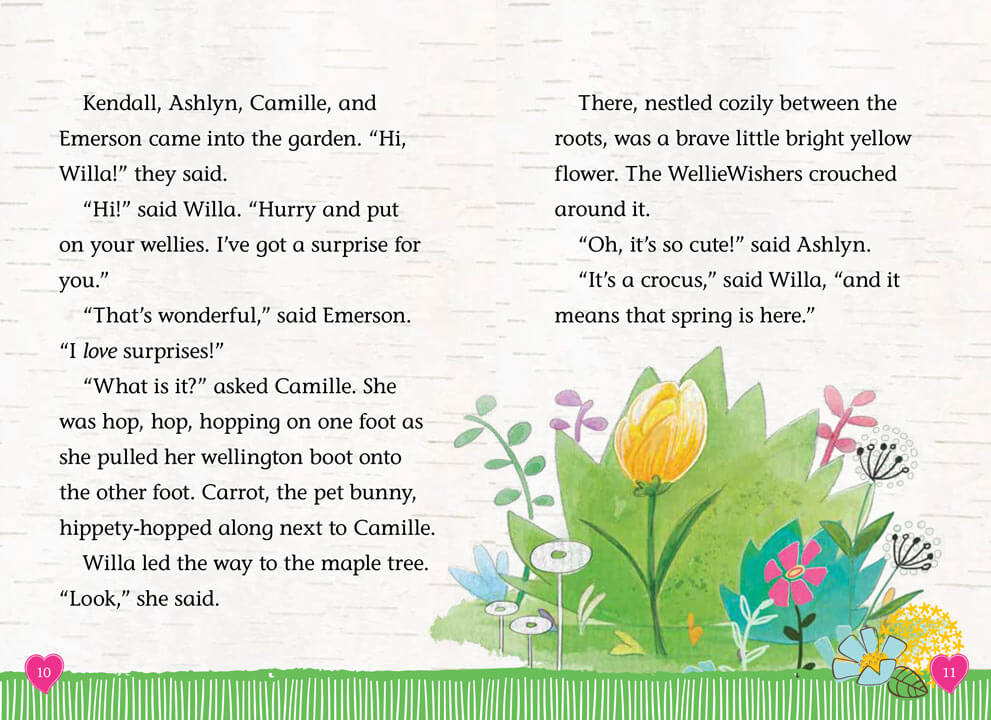 Kendall, Ashlyn, Camille, and
Emerson came into the garden. “Hi,
Willa!” they said.
“Hi!” said Willa. “Hurry and put
on your wellies. I’ve got a surprise for
you.”
“That’s wonderful,” said Emerson.
“I love surprises!”
“What is it?” asked Camille. She
was hop, hop, hopping on one foot as
she pulled her wellington boot onto
the other foot. Carrot, the pet bunny,
hippety-hopped along next to Camille.
Willa led the way to the maple tree.
“Look,” she said.
10
There, nestled cozily between the
roots, was a brave little bright yellow
flower. The WellieWishers crouched
around it.
“Oh, it’s so cute!” said Ashlyn.
“It’s a crocus,” said Willa, “and it
means that spring is here.”
11